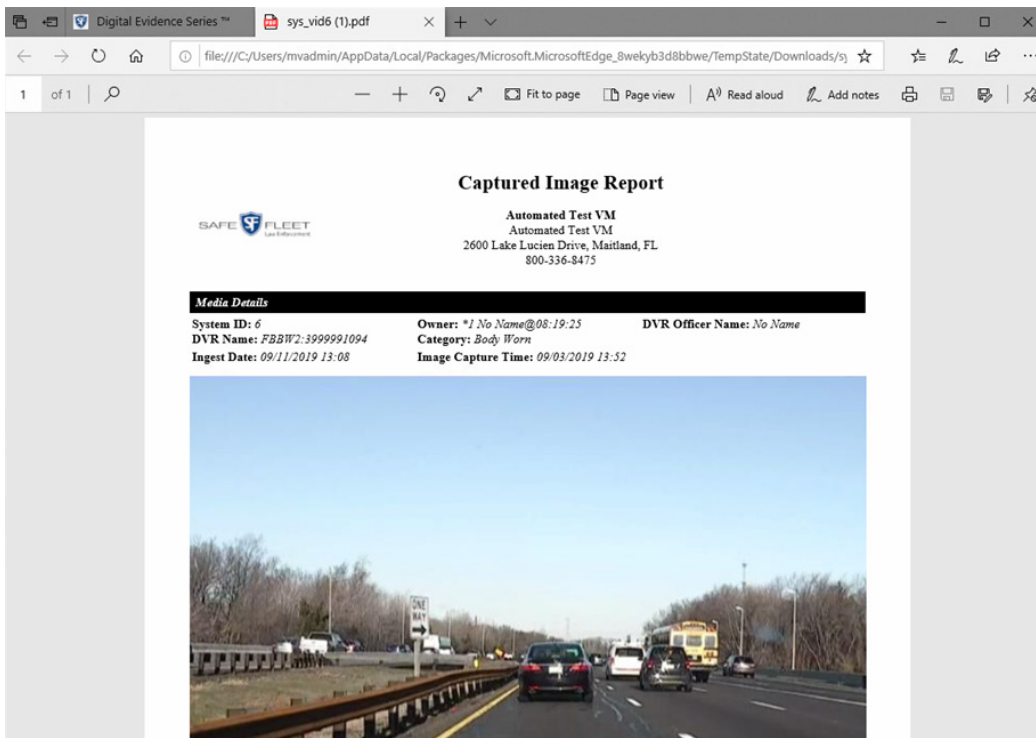 Digital Evidence Series ™
sys_vid6 (1).pdf
file:///C:/Users/mvadmin/AppData/Local/Packages/Microsoft.MicrosoftEdge_8wekyb3d8bbwe/TempState/Downloads/sy
1 of 1
Fit to page
Page view
Read aloud
Add notes
Captured Image Report
SAFE SF FLEET
Law Enforcement
Automated Test VM
Automated Test VM
2600 Lake Lucien Drive, Maitland, FL
800-336-8475
Media Details
System ID: 6 Owner: *1 No Name@08:19:25 DVR Officer Name: No Name
DVR Name: FBBW2:3999991094 Category: Body Worn
Ingest Date: 09/11/2019 13:08 Image Capture Time: 09/03/2019 13:52
ONE
WAY